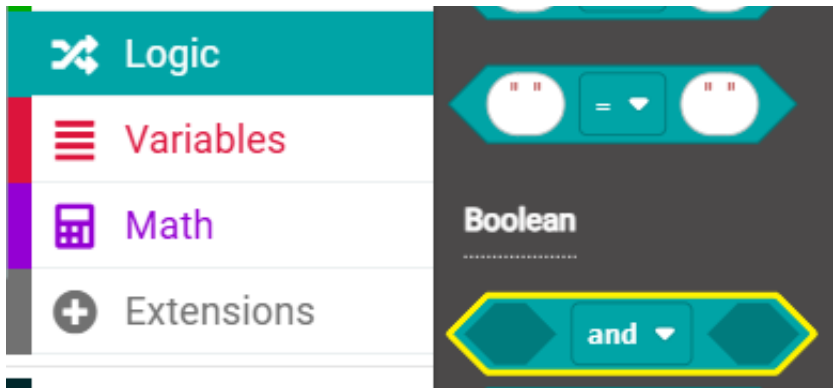 Logic
Variables
Math
Extensions
" " = " "
Boolean
and